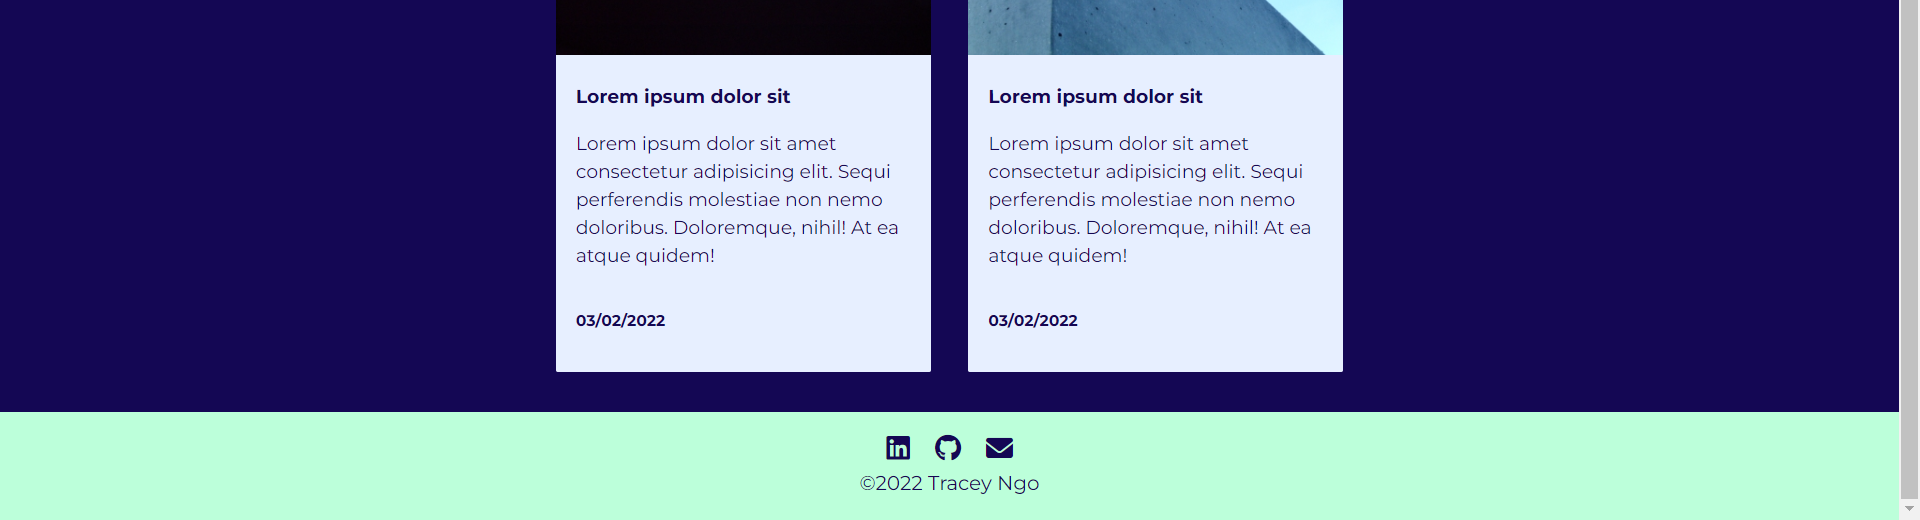 Lorem ipsum dolor sit
Lorem ipsum dolor sit amet
consectetur adipisicing elit. Sequi
perferendis molestiae non nemo
doloribus. Doloremque, nihil! At ea
atque quidem!
03/02/2022
Lorem ipsum dolor sit
Lorem ipsum dolor sit amet
consectetur adipisicing elit. Sequi
perferendis molestiae non nemo
doloribus. Doloremque, nihil! At ea
atque quidem!
03/02/2022
©2022 Tracey Ngo